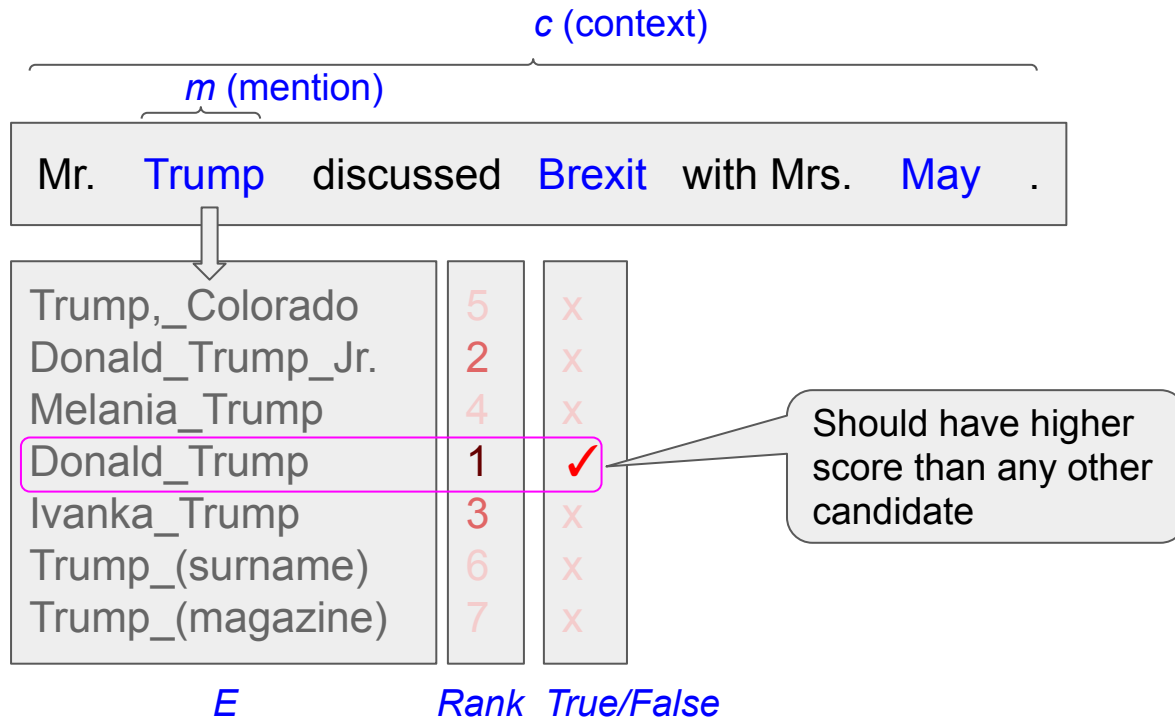 c (context)
m (mention)
Mr. Trump discussed Brexit with Mrs. May .
Trump,_Colorado 5 x
Donald_Trump_Jr. 2 x
Melania_Trump 4 x
Donald_Trump 1 ✓
Ivanka_Trump 3 x
Trump_(surname) 6 x
Trump_(magazine) 7 x
Should have higher
score than any other
candidate
E Rank True/False